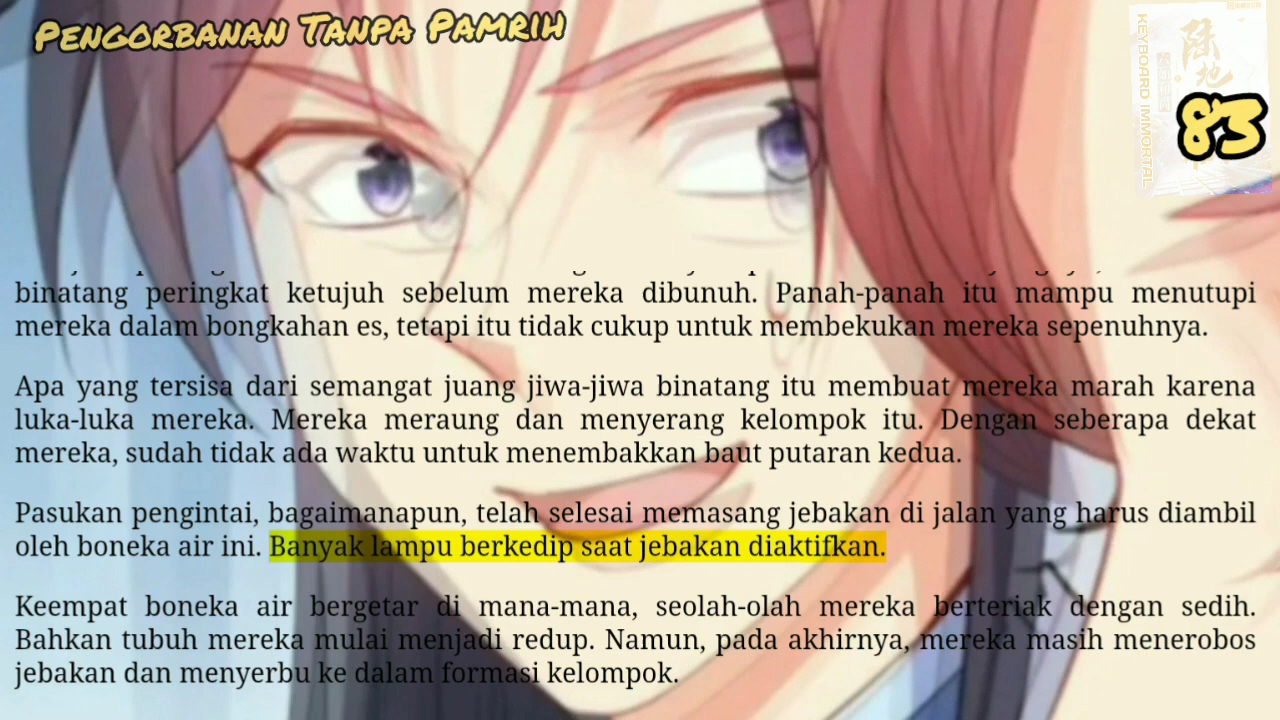 Pengorbanan Tanpa Pamrih
陆地
KEYBOARD IMMORTAL
83
binatang peringkat ketujuh sebelum mereka dibunuh. Panah-panah itu mampu menutupi
mereka dalam bongkahan es, tetapi itu tidak cukup untuk membekukan mereka sepenuhnya.
Apa yang tersisa dari semangat juang jiwa-jiwa binatang itu membuat mereka marah karena
luka-luka mereka. Mereka meraung dan menyerang kelompok itu. Dengan seberapa dekat
mereka, sudah tidak ada waktu untuk menembakkan baut putaran kedua.
Pasukan pengintai, bagaimanapun, telah selesai memasang jebakan di jalan yang harus diambil
oleh boneka air ini. Banyak lampu berkedip saat jebakan diaktifkan.
Keempat boneka air bergetar di mana-mana, seolah-olah mereka berteriak dengan sedih.
Bahkan tubuh mereka mulai menjadi redup. Namun, pada akhirnya, mereka masih menerobos
jebakan dan menyerbu ke dalam formasi kelompok.